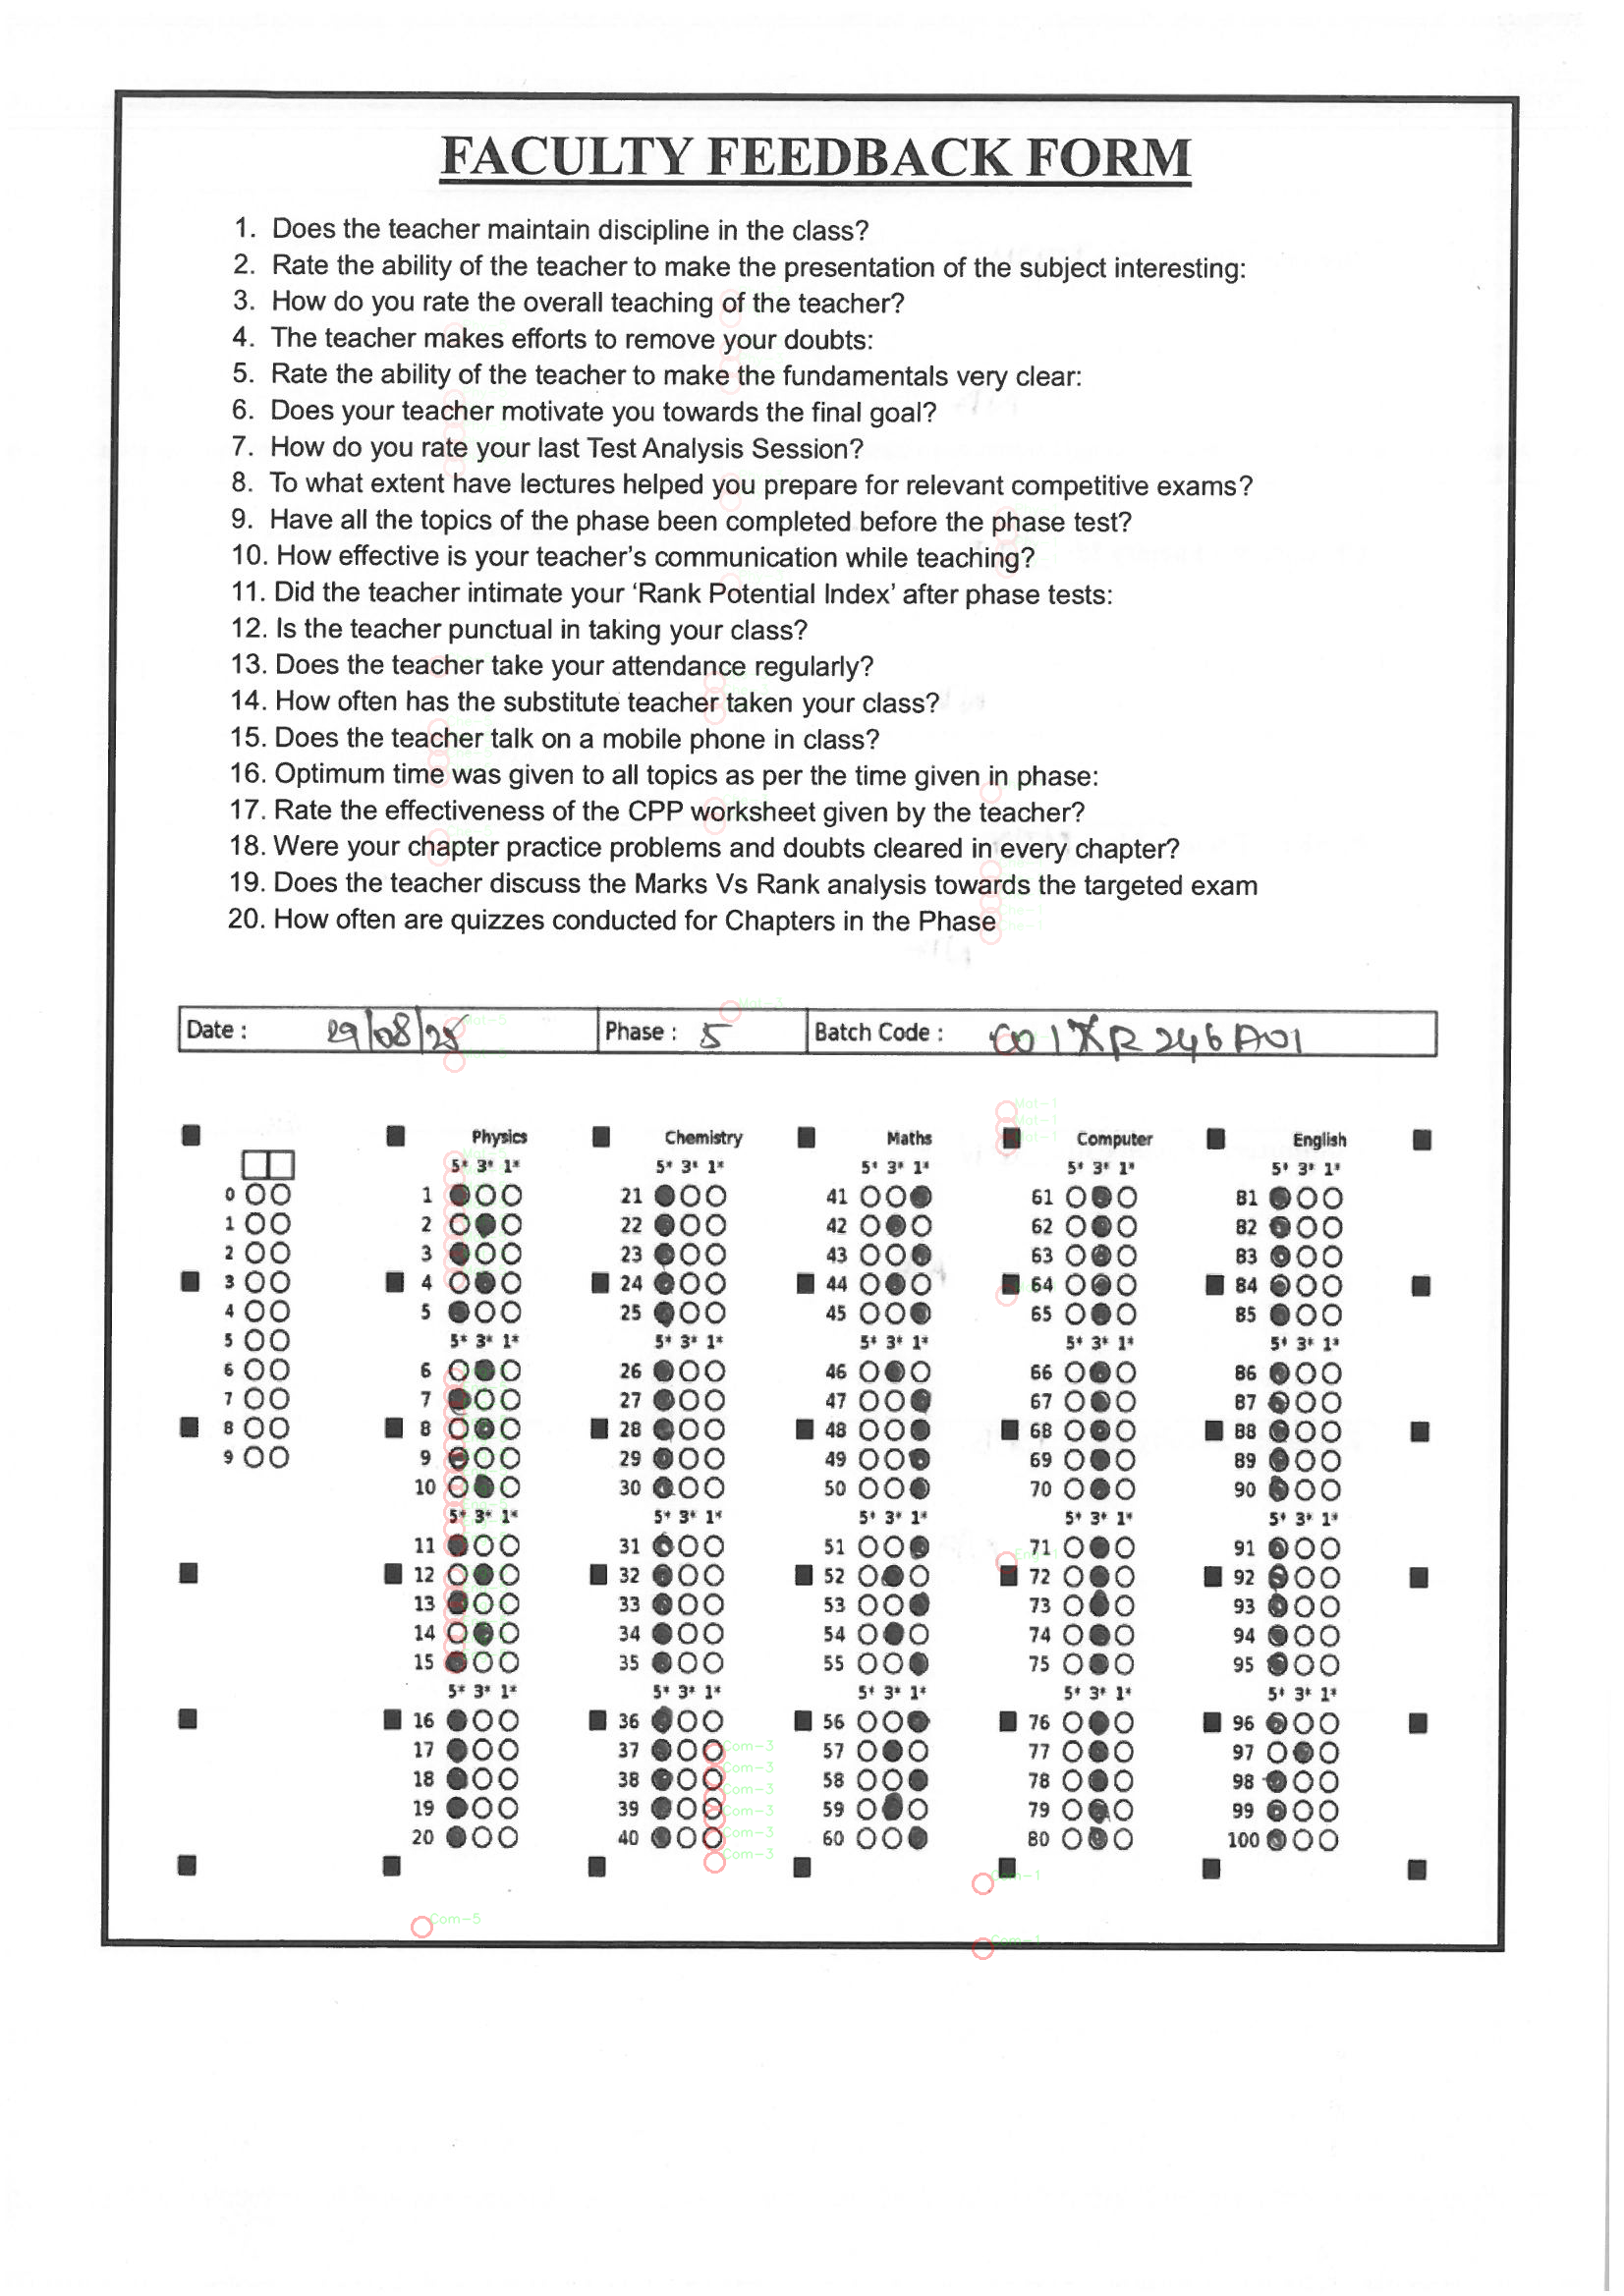 FACULTY FEEDBACK FORM
1. Does the teacher maintain discipline in the class?
2. Rate the ability of the teacher to make the presentation of the subject interesting:
3. How do you rate the overall teaching of the teacher?
4. The teacher makes efforts to remove your doubts:
5. Rate the ability of the teacher to make the fundamentals very clear:
6. Does your teacher motivate you towards the final goal?
7. How do you rate your last Test Analysis Session?
8. To what extent have lectures helped you prepare for relevant competitive exams?
9. Have all the topics of the phase been completed before the phase test?
10. How effective is your teacher's communication while teaching?
11. Did the teacher intimate your 'Rank Potential Index' after phase tests:
12. Is the teacher punctual in taking your class?
13. Does the teacher take your attendance regularly?
14. How often has the substitute teacher taken your class?
15. Does the teacher talk on a mobile phone in class?
16. Optimum time was given to all topics as per the time given in phase:
17. Rate the effectiveness of the CPP worksheet given by the teacher?
18. Were your chapter practice problems and doubts cleared in every chapter?
19. Does the teacher discuss the Marks Vs Rank analysis towards the targeted exam
20. How often are quizzes conducted for Chapters in the Phase
Date : 29/08/25 Phase : 5 Batch Code :
Physics Chemistry Maths Computer English
5* 3* 1* 5* 3* 1* 5* 3* 1* 5* 3* 1* 5* 3* 1*
0 1 21 41 61 81
1 2 22 42 62 82
2 3 23 43 63 83
3 4 24 44 64 84
4 5 25 45 65 85
5 5* 3* 1* 5* 3* 1* 5* 3* 1* 5* 3* 1* 5* 3* 1*
6 6 26 46 66 86
7 7 27 47 67 87
8 8 28 48 68 88
9 9 29 49 69 89
10 30 50 70 90
5* 3* 1* 5* 3* 1* 5* 3* 1* 5* 3* 1* 5* 3* 1*
11 31 51 71 91
12 32 52 72 92
13 33 53 73 93
14 34 54 74 94
15 35 55 75 95
5* 3* 1* 5* 3* 1* 5* 3* 1* 5* 3* 1* 5* 3* 1*
16 36 56 76 96
17 37 57 77 97
18 38 58 78 98
19 39 59 79 99
20 40 60 80 100
Com-3
Com-3
Com-3
Com-3
Com-3
Com-3
Com-1
Com-5
Com-1